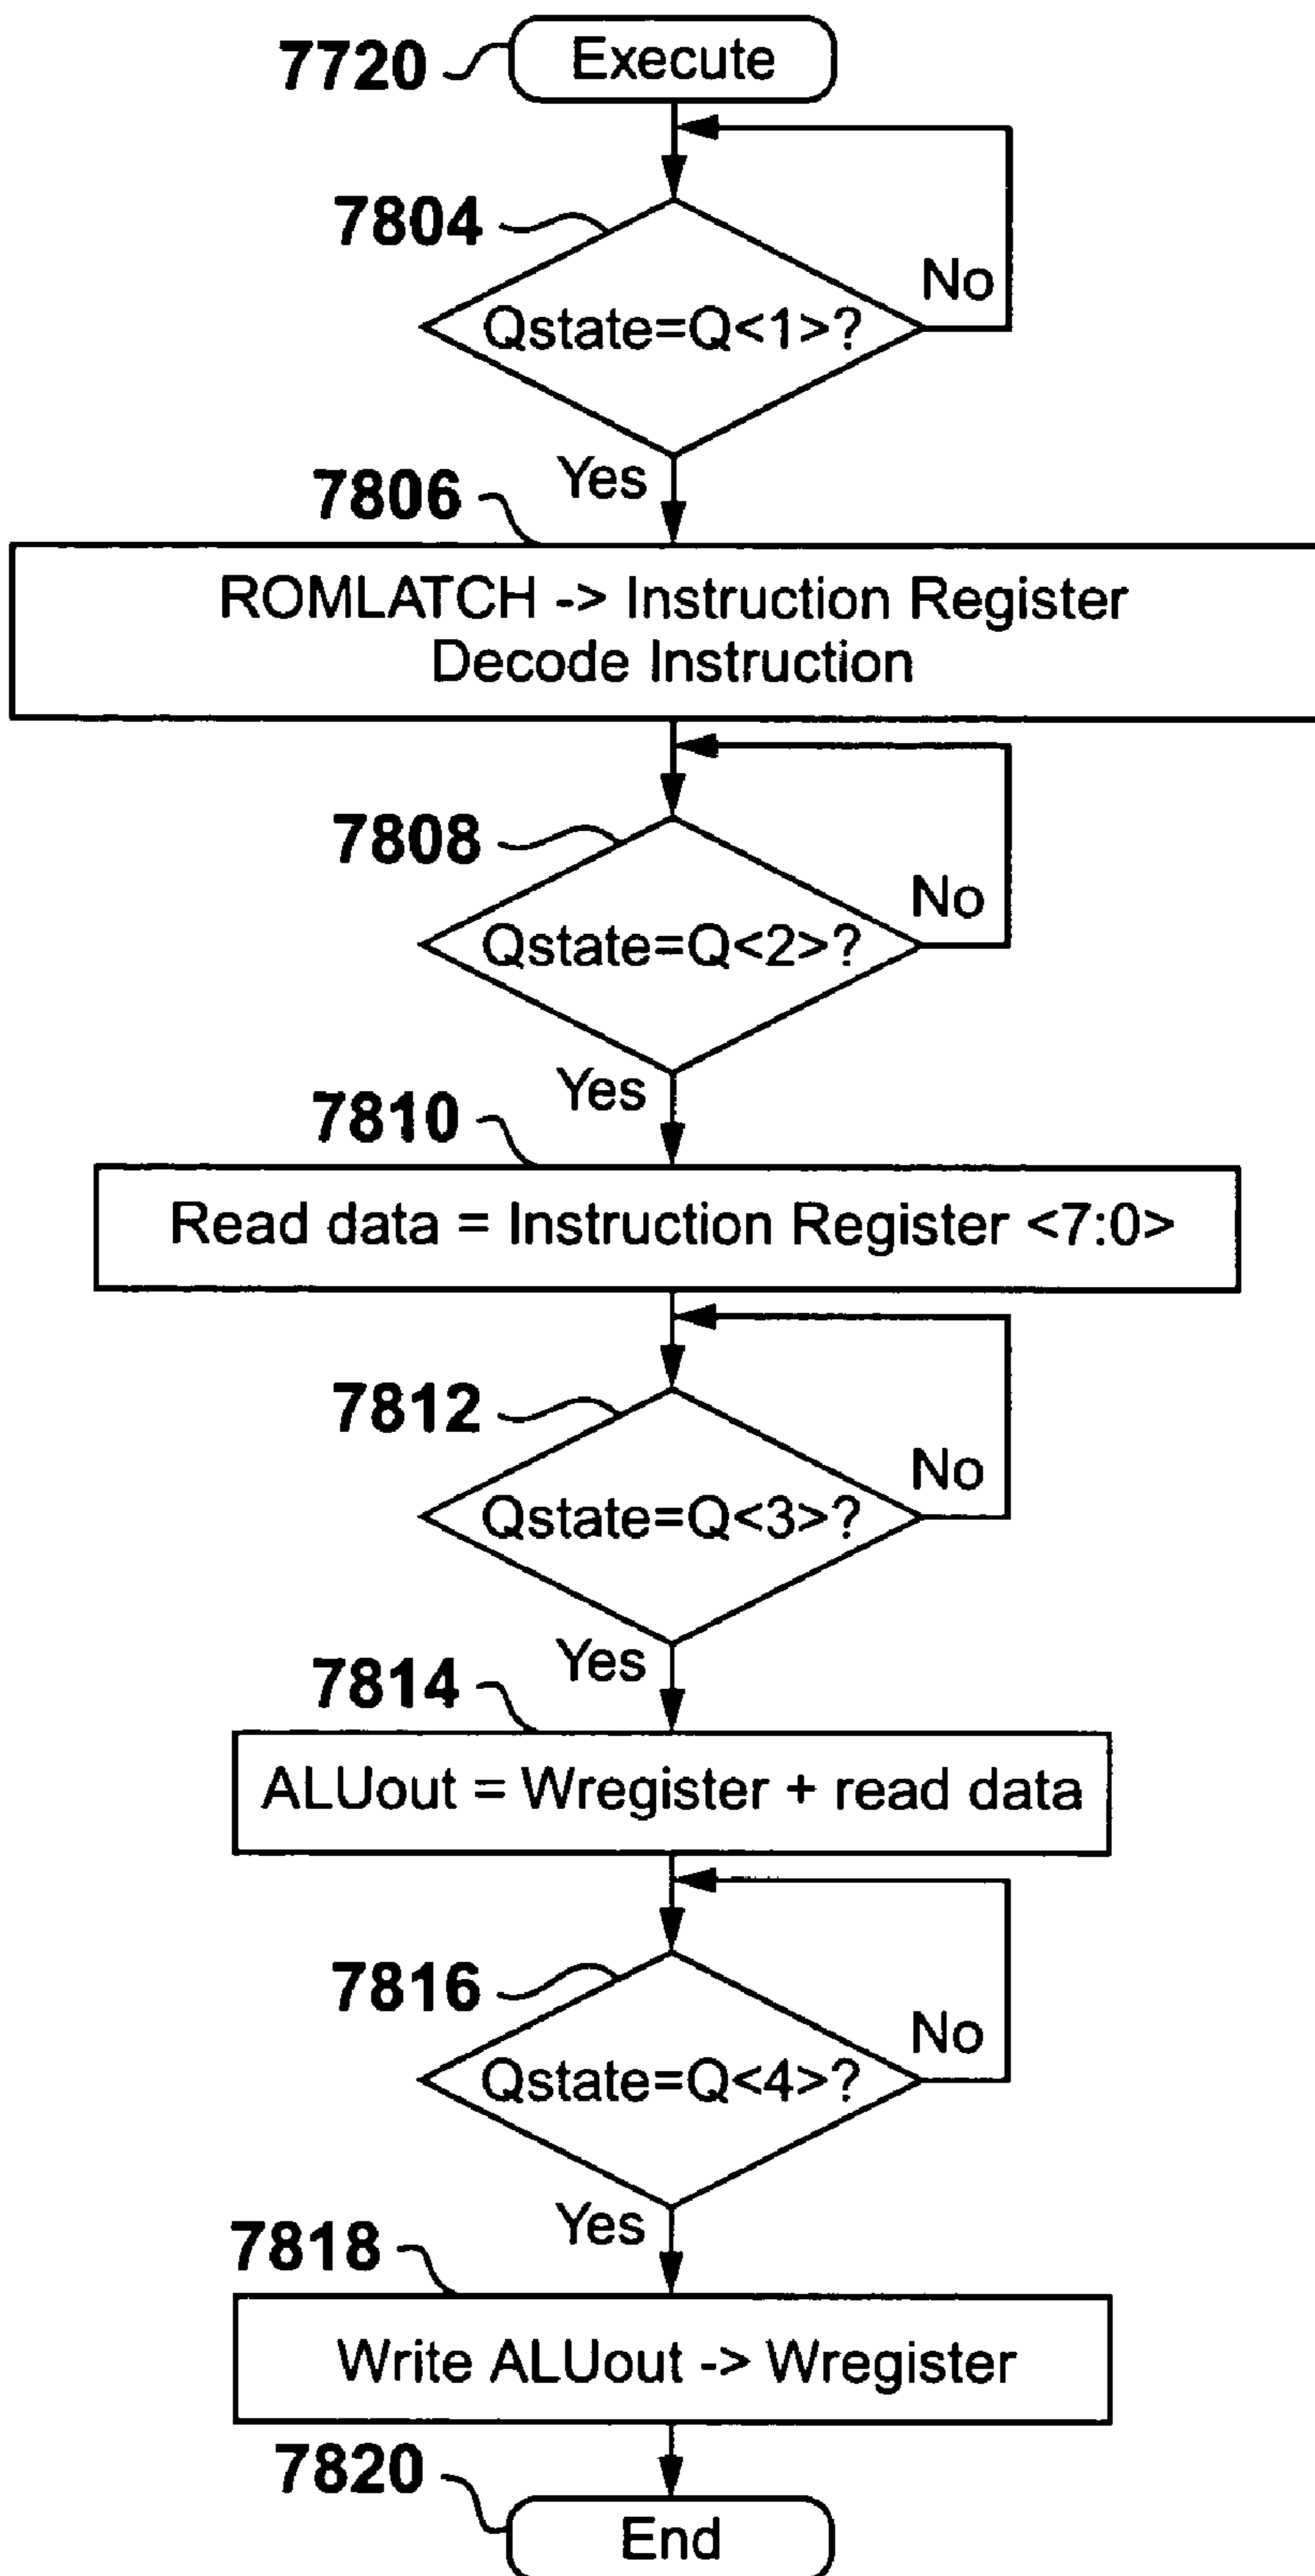 7720 Execute
7804
No
Qstate=Q<1>?
Yes
7806
ROMLATCH -> Instruction Register
Decode Instruction
7808
No
Qstate=Q<2>?
Yes
7810
Read data = Instruction Register <7:0>
7812
No
Qstate=Q<3>?
Yes
7814
ALUout = Wregister + read data
7816
No
Qstate=Q<4>?
Yes
7818
Write ALUout -> Wregister
7820
End